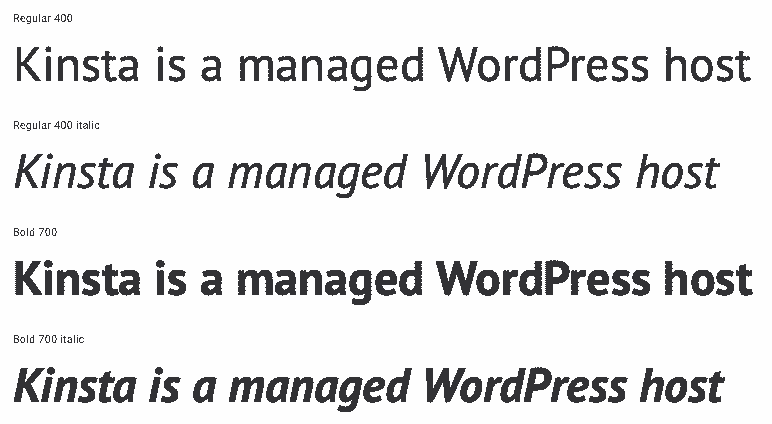 Regular 400
Kinsta is a managed WordPress host
Regular 400 italic
Kinsta is a managed WordPress host
Bold 700
Kinsta is a managed WordPress host
Bold 700 italic
Kinsta is a managed WordPress host